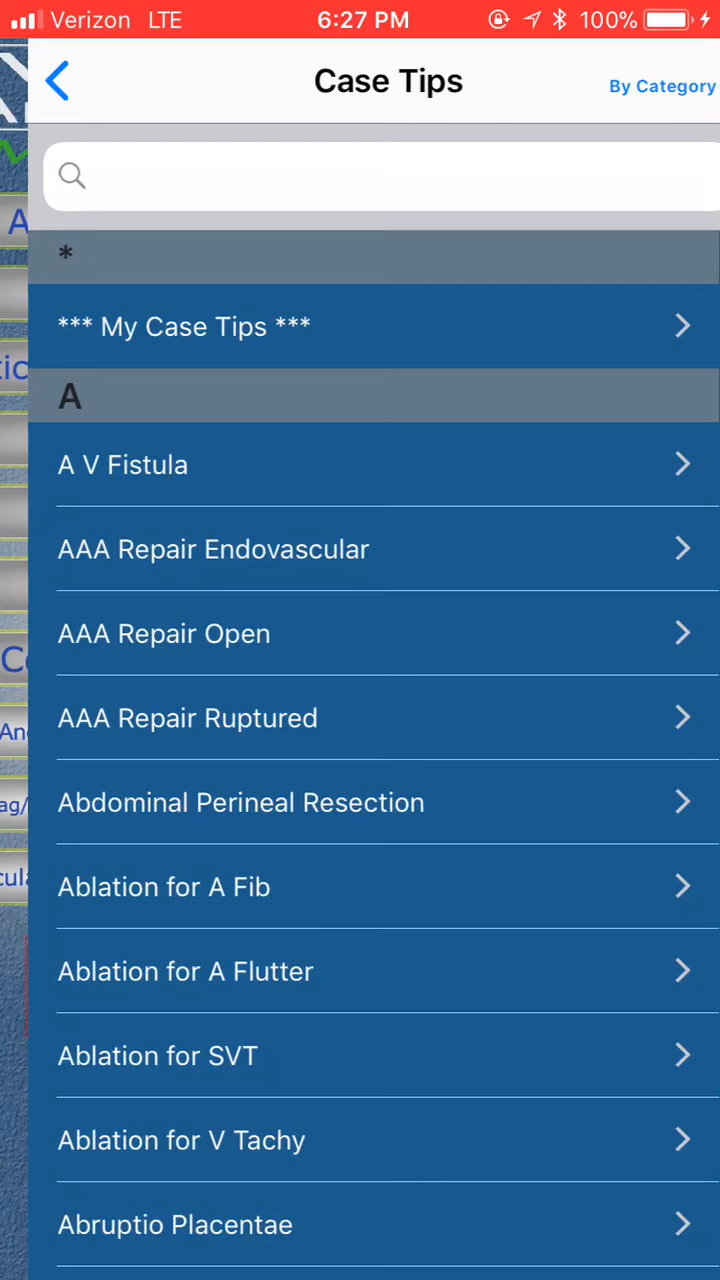 Verizon LTE 6:27 PM 100%
Case Tips By Category
*
*** My Case Tips ***
A
A V Fistula
AAA Repair Endovascular
AAA Repair Open
AAA Repair Ruptured
Abdominal Perineal Resection
Ablation for A Fib
Ablation for A Flutter
Ablation for SVT
Ablation for V Tachy
Abruptio Placentae